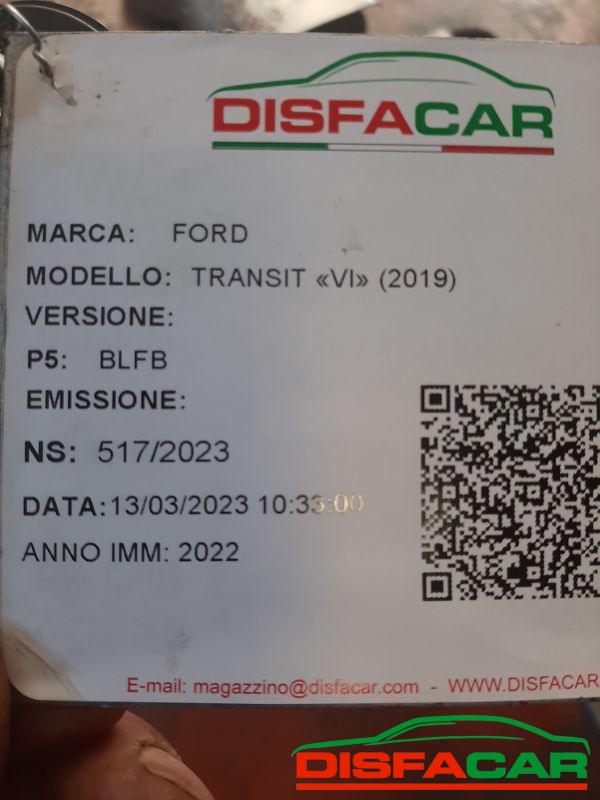 DISFACAR
MARCA: FORD
MODELLO: TRANSIT «VI» (2019)
VERSIONE:
P5: BLFB
EMISSIONE:
NS: 517/2023
DATA:13/03/2023 10:33:00
ANNO IMM: 2022
E-mail: magazzino@disfacar.com - WWW.DISFACAR
DISFACAR